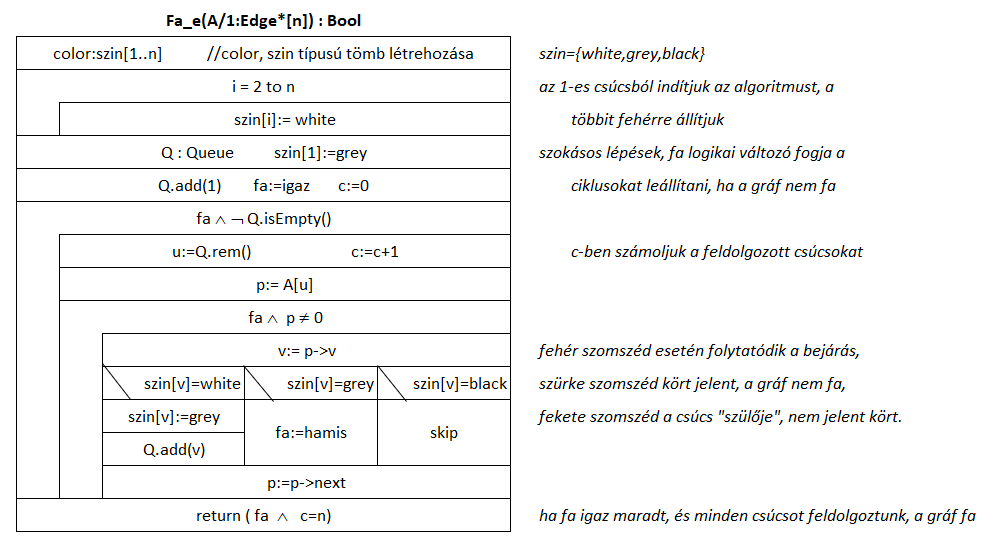 Fa_e(A/1:Edge*[n]) : Bool
color:szin[1..n] //color, szin típusú tömb létrehozása
szin={white,grey,black}
i = 2 to n
az 1-es csúcsból indítjuk az algoritmust, a
szin[i]:= white
többit fehérre állítjuk
Q : Queue szin[1]:=grey
szokásos lépések, fa logikai változó fogja a
Q.add(1) fa:=igaz c:=0
ciklusokat leállítani, ha a gráf nem fa
fa ∧ ¬ Q.isEmpty()
u:=Q.rem() c:=c+1
c-ben számoljuk a feldolgozott csúcsokat
p:= A[u]
fa ∧ p ≠ 0
v:= p->v
fehér szomszéd esetén folytatódik a bejárás,
szin[v]=white szin[v]=grey szin[v]=black
szürke szomszéd kört jelent, a gráf nem fa,
szin[v]:=grey
fekete szomszéd a csúcs "szülője", nem jelent kört.
fa:=hamis skip
Q.add(v)
p:=p->next
return ( fa ∧ c=n)
ha fa igaz maradt, és minden csúcsot feldolgoztunk, a gráf fa